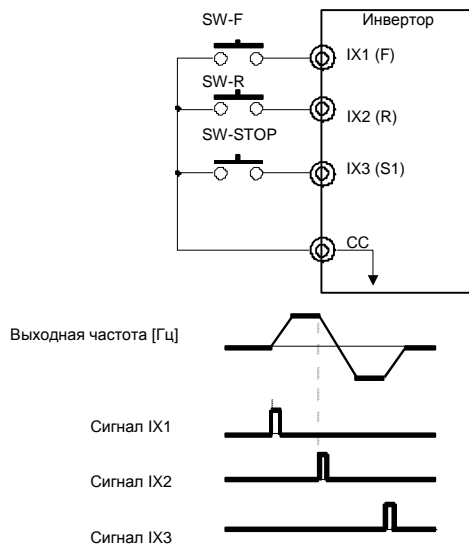 SW-F
Инвертор
IX1 (F)
SW-R
IX2 (R)
SW-STOP
IX3 (S1)
CC
Выходная частота [Гц]
Сигнал IX1
Сигнал IX2
Сигнал IX3